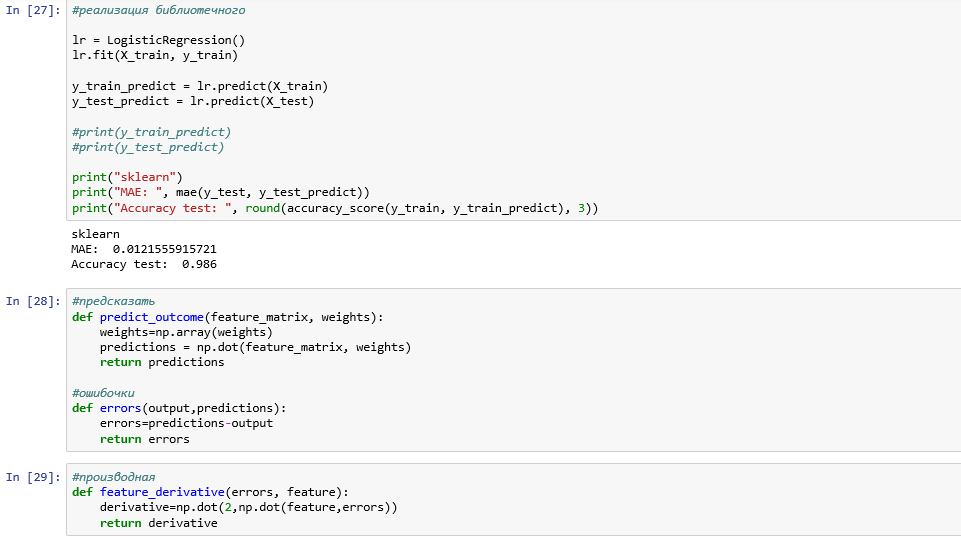 In [27]: #реализация библиотечного
lr = LogisticRegression()
lr.fit(X_train, y_train)
y_train_predict = lr.predict(X_train)
y_test_predict = lr.predict(X_test)
#print(y_train_predict)
#print(y_test_predict)
print("sklearn")
print("MAE: ", mae(y_test, y_test_predict))
print("Accuracy test: ", round(accuracy_score(y_train, y_train_predict), 3))
sklearn
MAE:  0.0121555915721
Accuracy test:  0.986
In [28]: #предсказать
def predict_outcome(feature_matrix, weights):
    weights=np.array(weights)
    predictions = np.dot(feature_matrix, weights)
    return predictions
#ошибочки
def errors(output,predictions):
    errors=predictions-output
    return errors
In [29]: #производная
def feature_derivative(errors, feature):
    derivative=np.dot(2,np.dot(feature,errors))
    return derivative